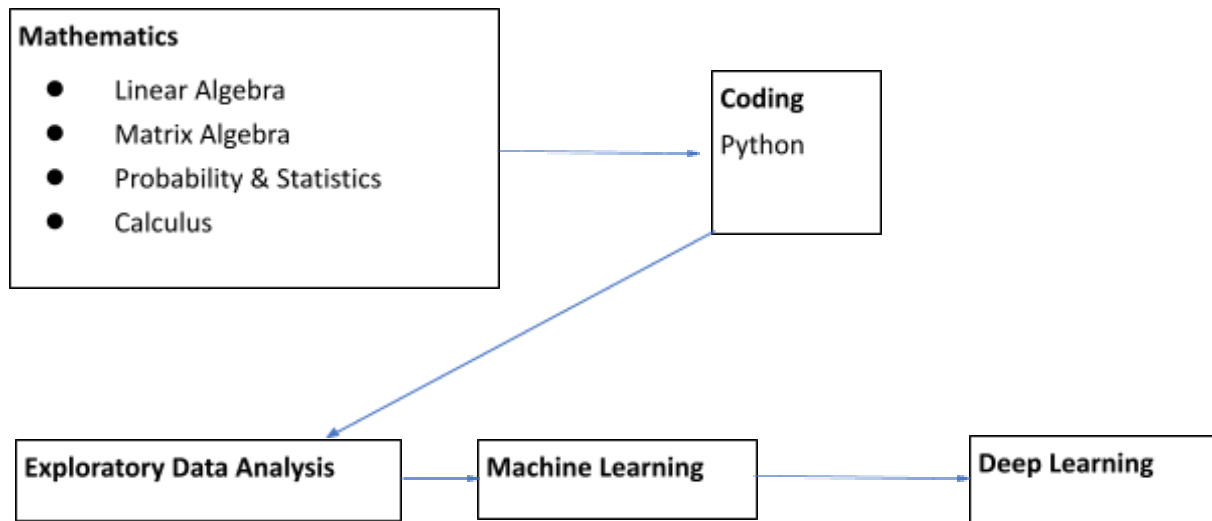 Mathematics
● Linear Algebra
● Matrix Algebra
● Probability & Statistics
● Calculus
Coding
Python
Exploratory Data Analysis
Machine Learning
Deep Learning